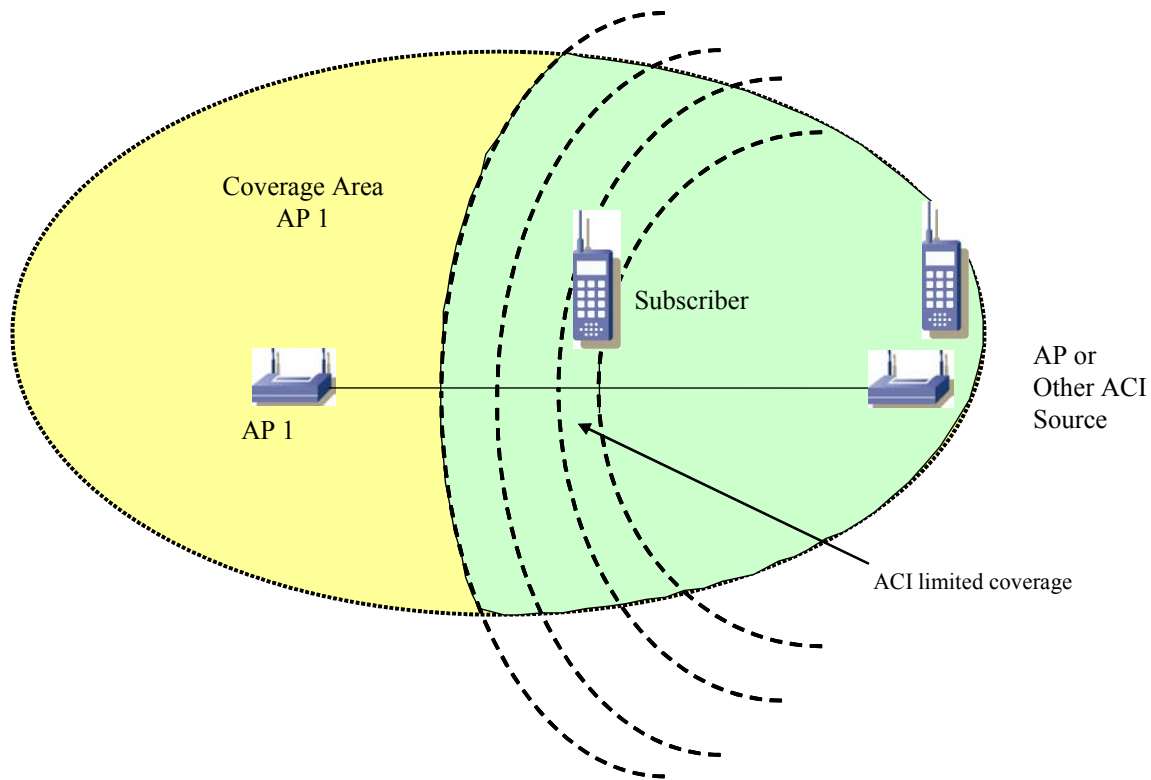 Coverage Area
AP 1
Subscriber
AP 1
AP or
Other ACI
Source
ACI limited coverage